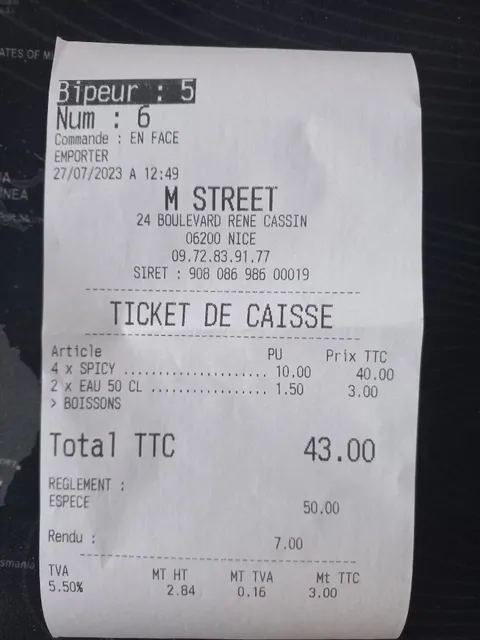 ATES OF
NEA
smania
Bipeur : 5
Num : 6
Commande : EN FACE
EMPORTER
27/07/2023 A 12:49
M STREET
24 BOULEVARD RENE CASSIN
06200 NICE
09.72.83.91.77
SIRET : 908 086 986 00019
TICKET DE CAISSE
Article PU Prix TTC
4 x SPICY .................... 10.00 40.00
2 x EAU 50 CL ................ 1.50 3.00
> BOISSONS
Total TTC 43.00
REGLEMENT :
ESPECE 50.00
Rendu : 7.00
TVA MT HT MT TVA Mt TTC
5.50% 2.84 0.16 3.00